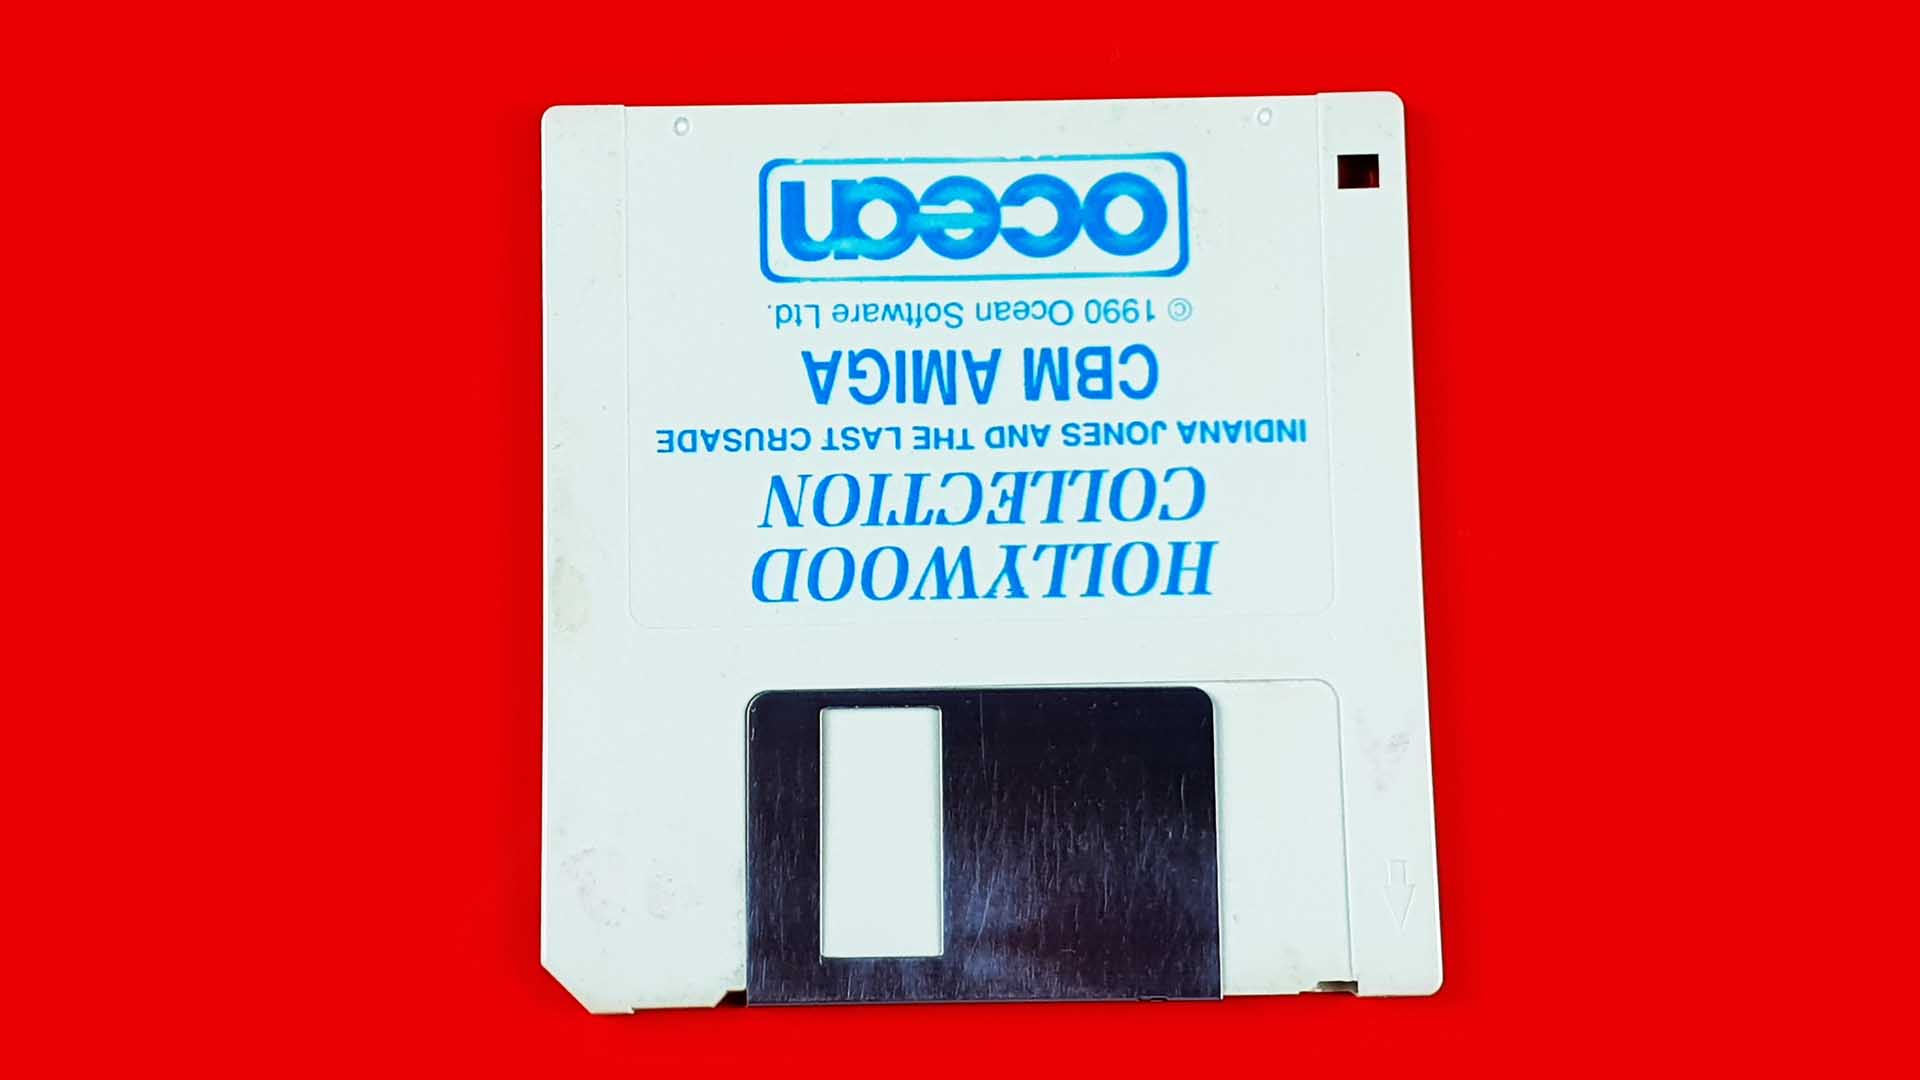 HOLLYWOOD
COLLECTION
INDIANA JONES AND THE LAST CRUSADE
CBM AMIGA
© 1990 Ocean Software Ltd.
ocean